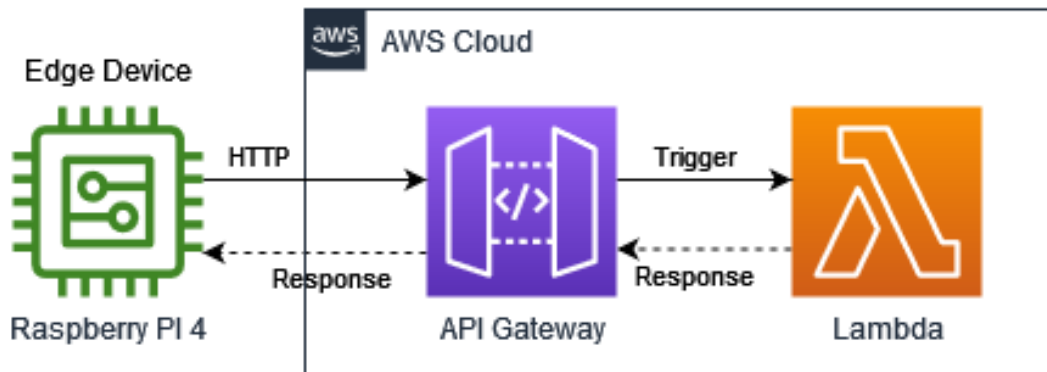 aws
AWS Cloud
Edge Device
HTTP
Trigger
</>
Response
Response
Raspberry PI 4
API Gateway
Lambda